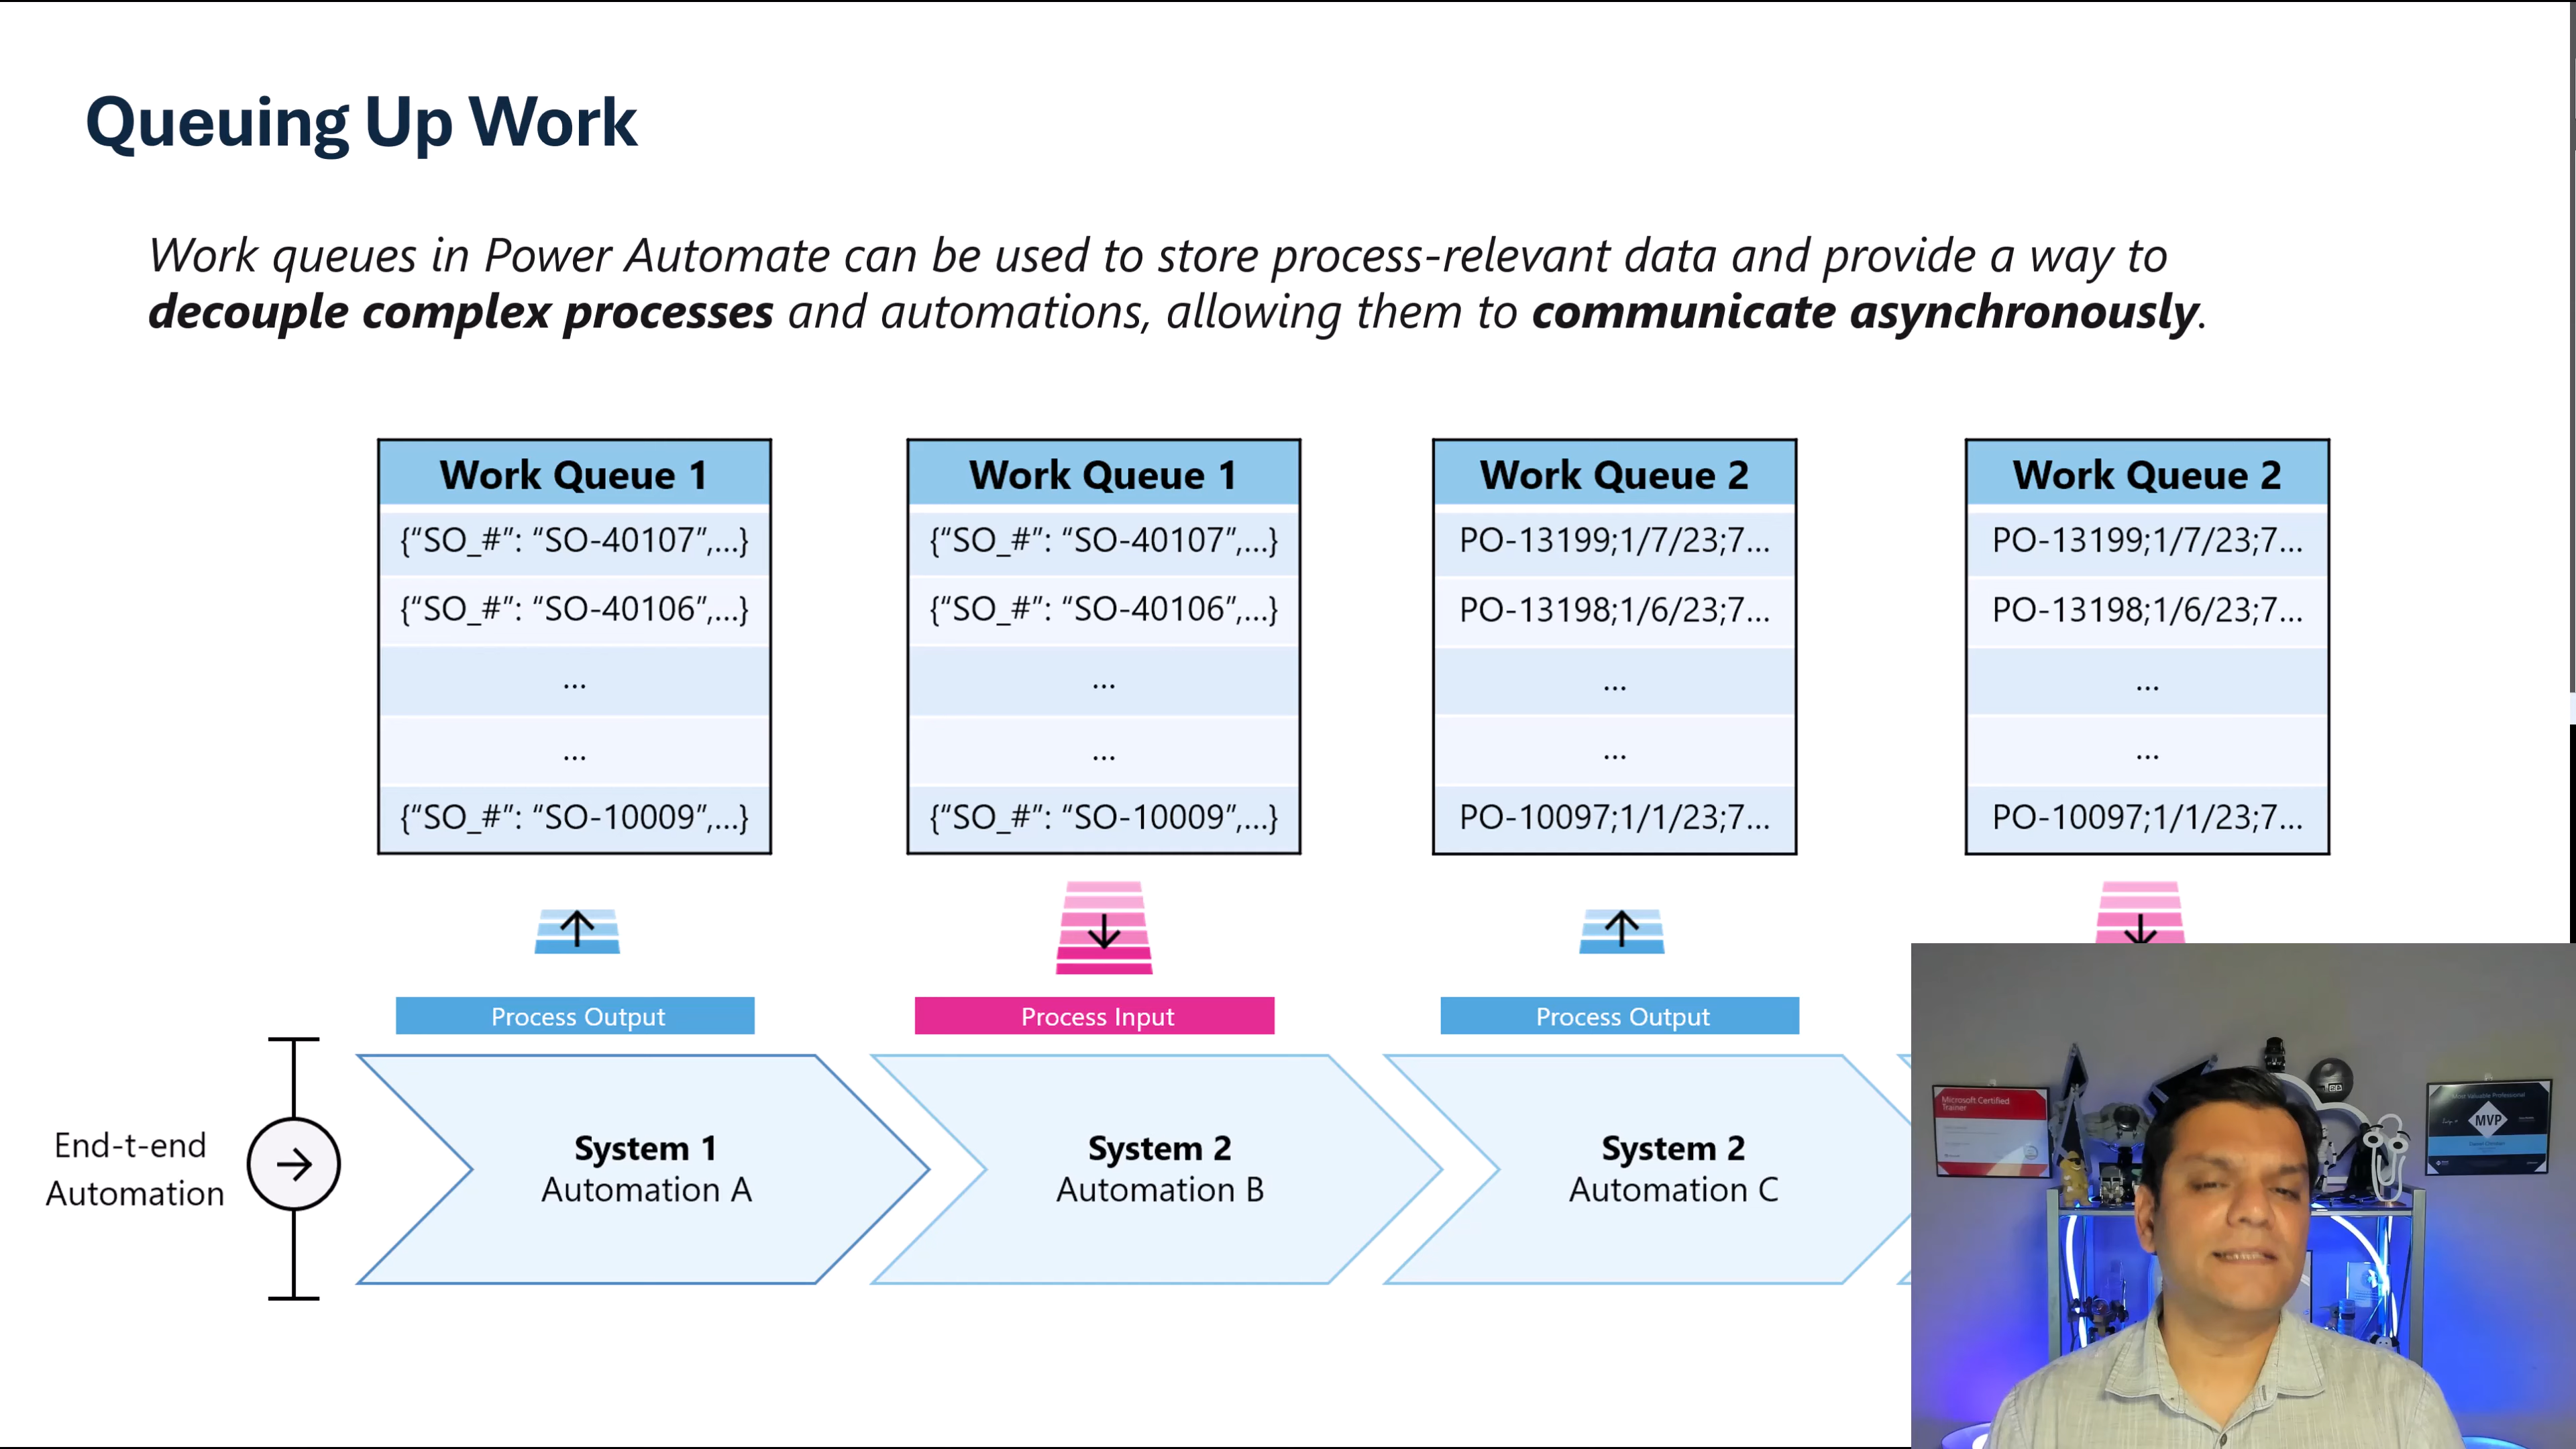 Queuing Up Work
Work queues in Power Automate can be used to store process-relevant data and provide a way to
decouple complex processes and automations, allowing them to communicate asynchronously.
Work Queue 1
{“SO_#”: “SO-40107”,...}
{“SO_#”: “SO-40106”,...}
...
...
{“SO_#”: “SO-10009”,...}
Work Queue 1
{“SO_#”: “SO-40107”,...}
{“SO_#”: “SO-40106”,...}
...
...
{“SO_#”: “SO-10009”,...}
Work Queue 2
PO-13199;1/7/23;7...
PO-13198;1/6/23;7...
...
...
PO-10097;1/1/23;7...
Work Queue 2
PO-13199;1/7/23;7...
PO-13198;1/6/23;7...
...
...
PO-10097;1/1/23;7...
Process Output
Process Input
Process Output
End-t-end
Automation
System 1
Automation A
System 2
Automation B
System 2
Automation C
Microsoft Certified
Trainer
Most Valuable Professional
MVP